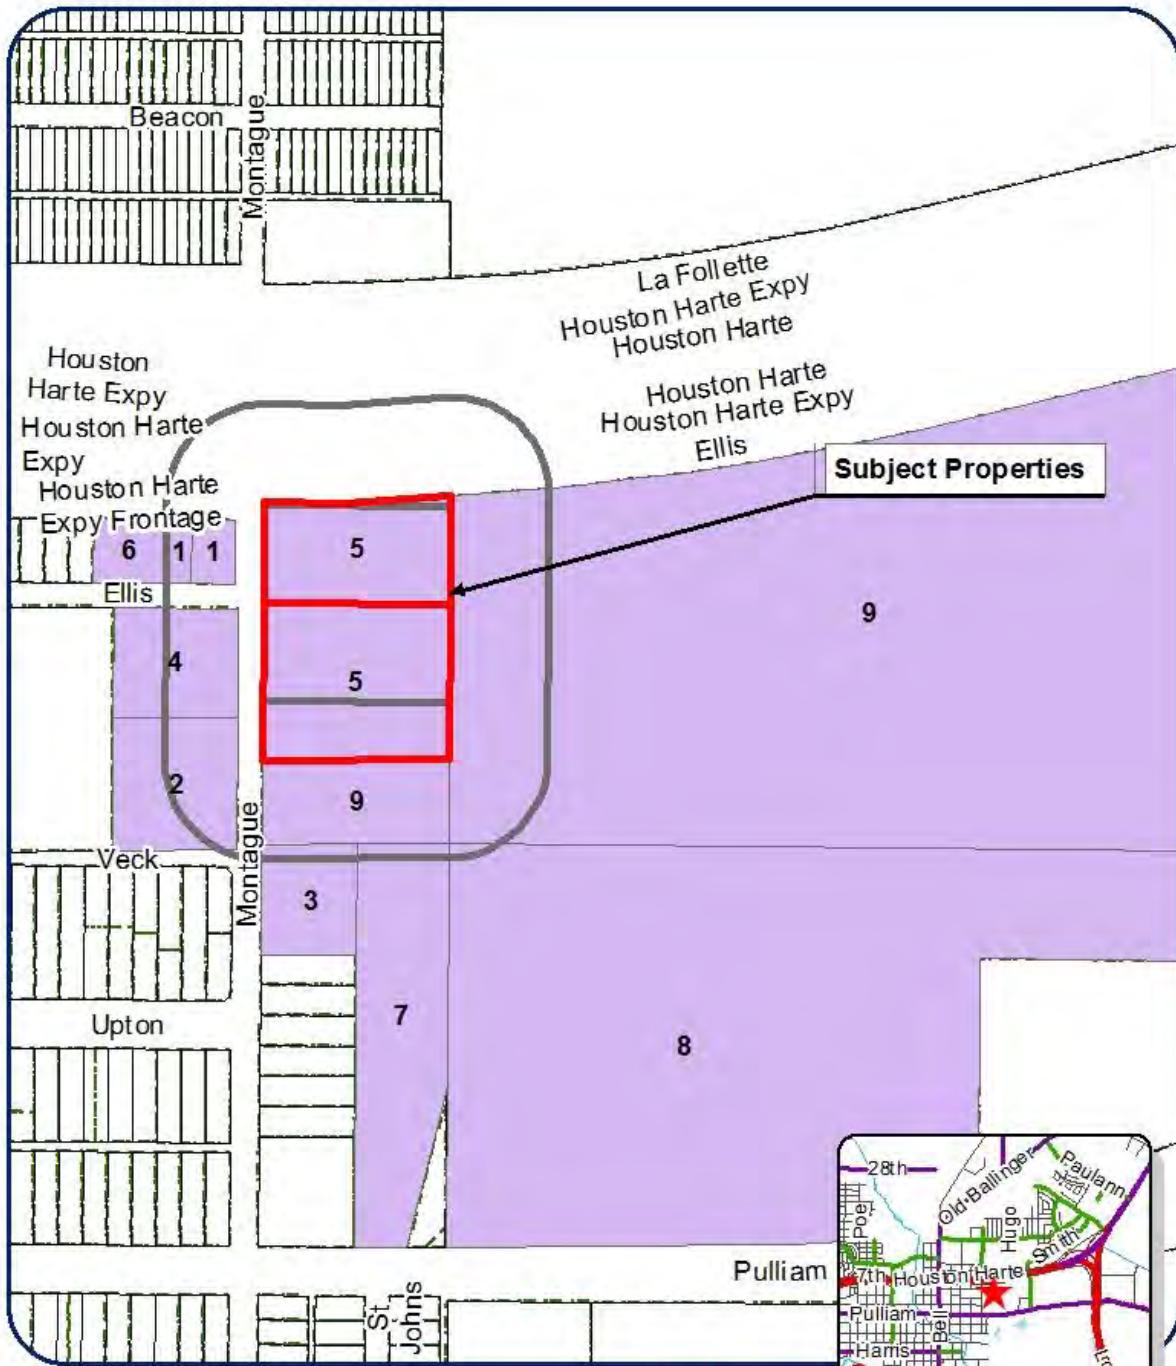 Beacon
Montague
La Follette
Houston Harte Expy
Houston Harte
Houston
Harte Expy
Houston Harte
Expy
Houston Harte
Expy Frontage
Houston Harte
Houston Harte Expy
Ellis
Subject Properties
6
1
1
5
Ellis
9
4
5
2
9
Veck
Montague
3
7
Upton
8
Pulliam
St
Johns
28th
Old Ballinger
Paulann
Poe
Hugo
Smith
7th
Houston Harte
Pulliam
Bell
Harris